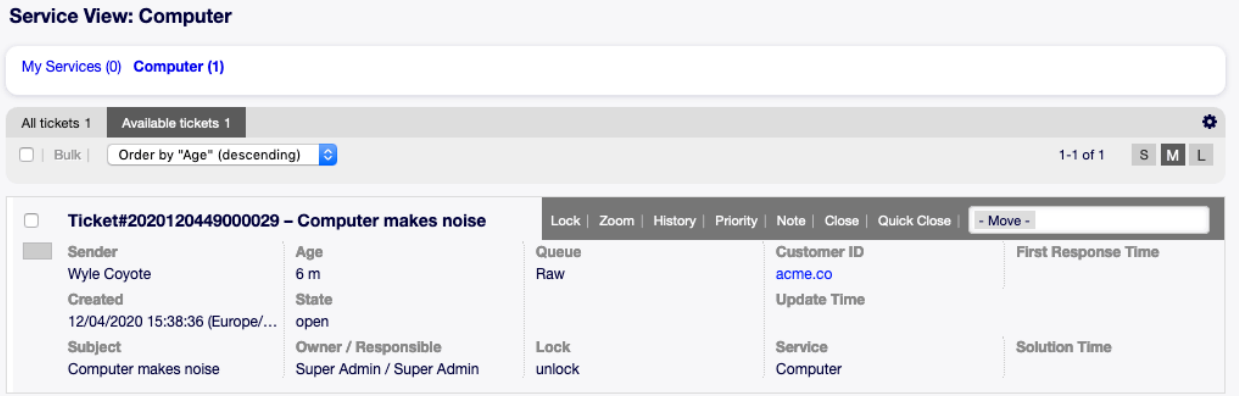 Service View: Computer
My Services (0) Computer (1)
All tickets 1 Available tickets 1
| Bulk | Order by "Age" (descending) 1-1 of 1 S M L
Ticket#2020120449000029 – Computer makes noise Lock | Zoom | History | Priority | Note | Close | Quick Close | - Move -
Sender Age Queue Customer ID First Response Time
Wyle Coyote 6 m Raw acme.co
Created State Update Time
12/04/2020 15:38:36 (Europe/… open
Subject Owner / Responsible Lock Service Solution Time
Computer makes noise Super Admin / Super Admin unlock Computer